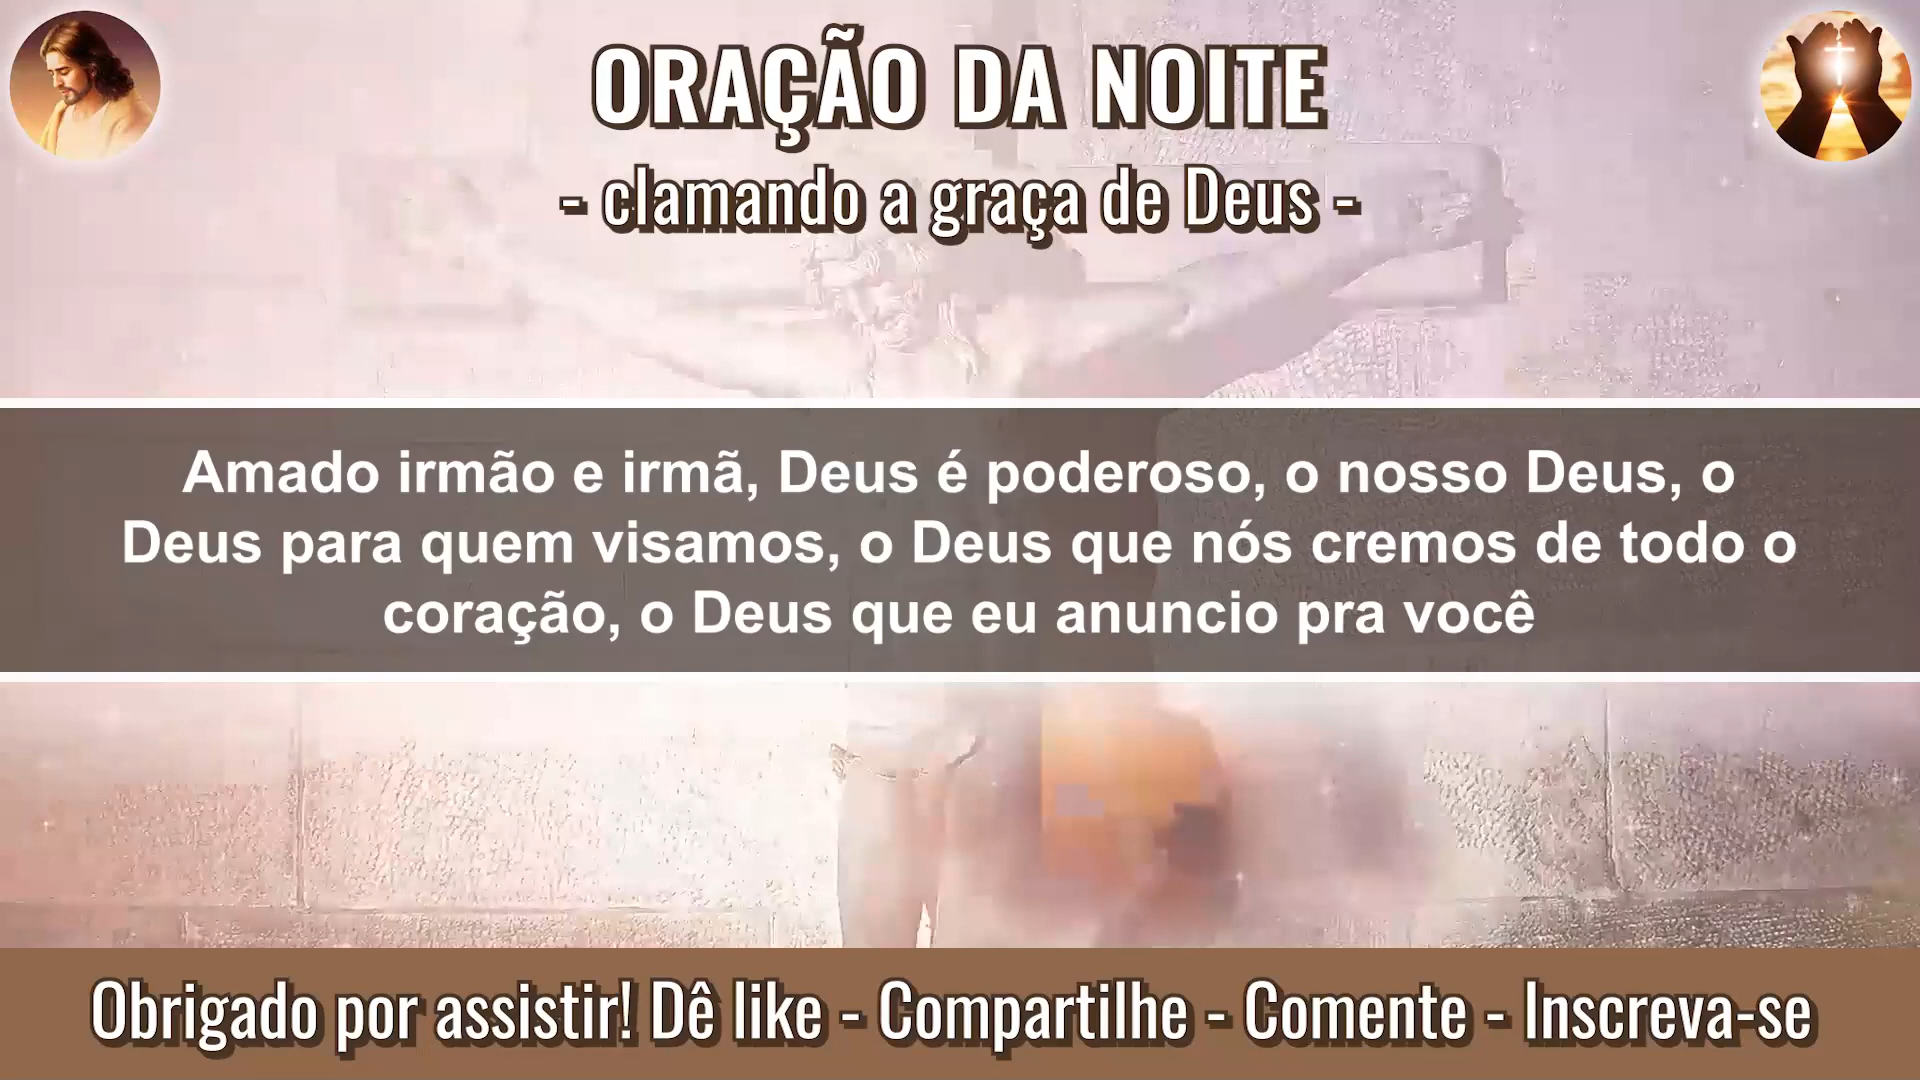 ORAÇÃO DA NOITE
- clamando a graça de Deus -
Amado irmão e irmã, Deus é poderoso, o nosso Deus, o
Deus para quem visamos, o Deus que nós cremos de todo o
coração, o Deus que eu anuncio pra você
Obrigado por assistir! Dê like - Compartilhe - Comente - Inscreva-se